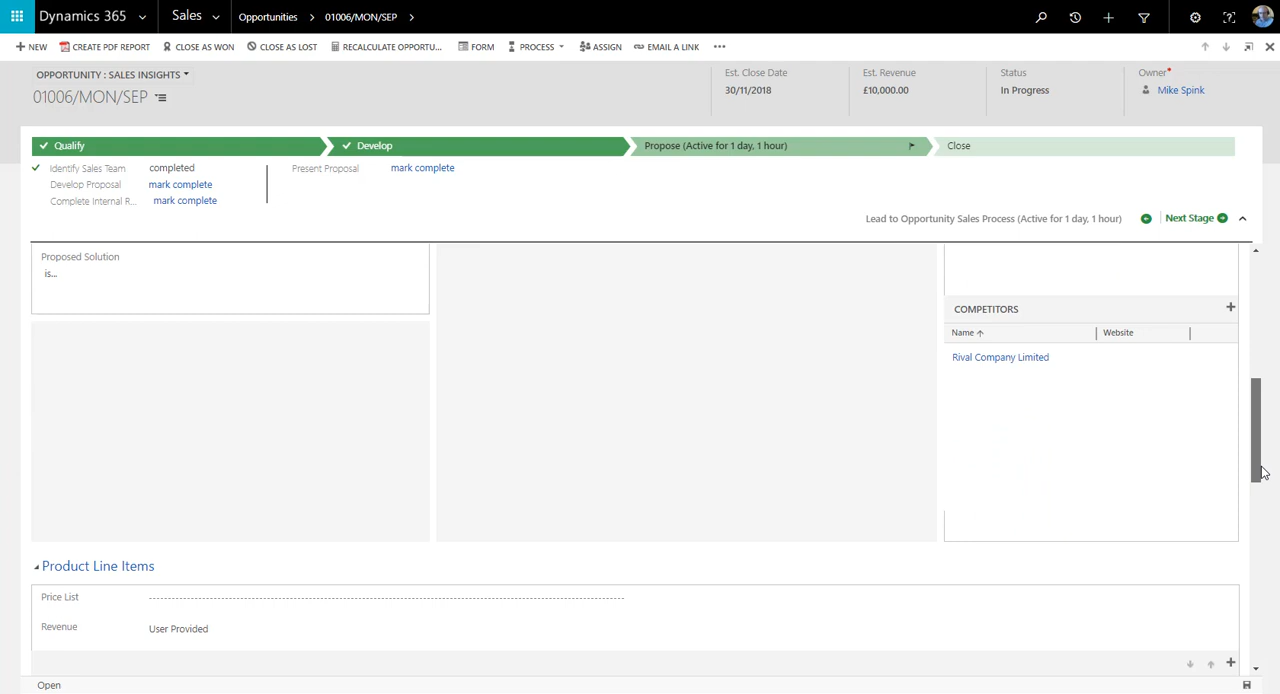 Dynamics 365 Sales Opportunities 01006/MON/SEP
NEW CREATE PDF REPORT CLOSE AS WON CLOSE AS LOST RECALCULATE OPPORTU... FORM PROCESS ASSIGN EMAIL A LINK
OPPORTUNITY : SALES INSIGHTS
01006/MON/SEP
Est. Close Date
30/11/2018
Est. Revenue
£10,000.00
Status
In Progress
Owner*
Mike Spink
Qualify Develop Propose (Active for 1 day, 1 hour) Close
Identify Sales Team completed
Develop Proposal mark complete
Complete Internal R... mark complete
Present Proposal mark complete
Lead to Opportunity Sales Process (Active for 1 day, 1 hour) Next Stage
Proposed Solution
is...
COMPETITORS
Name Website
Rival Company Limited
Product Line Items
Price List
Revenue User Provided
Open